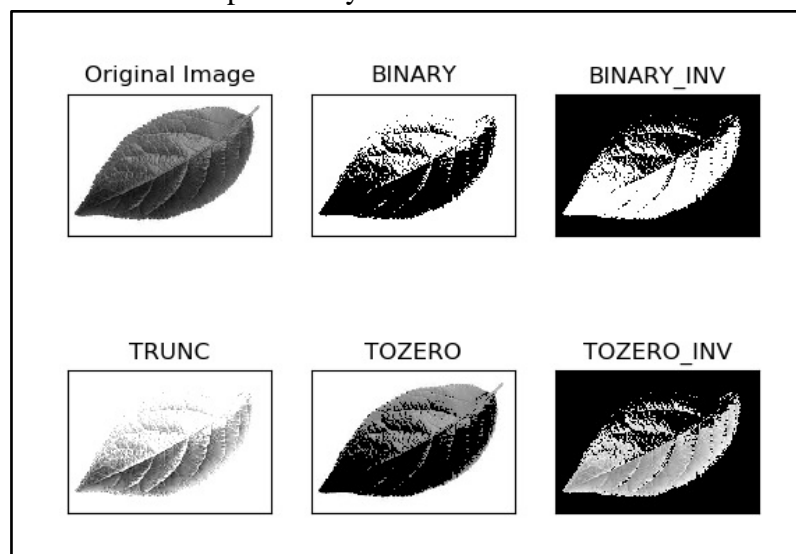 Original Image
BINARY
BINARY_INV
TRUNC
TOZERO
TOZERO_INV